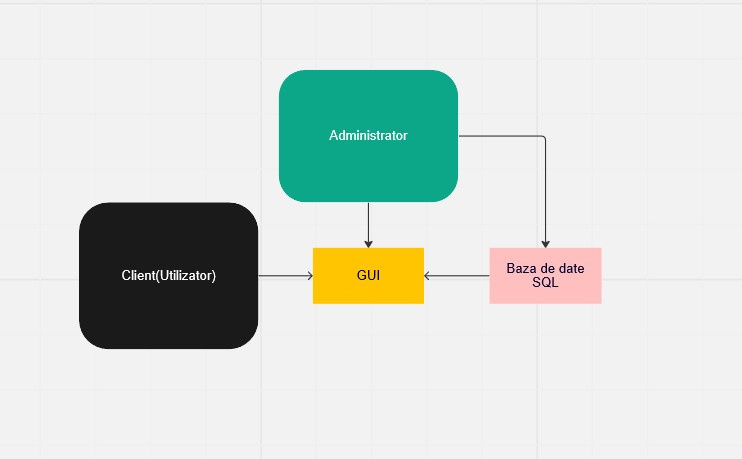 Administrator
Client(Utilizator)
GUI
Baza de date
SQL